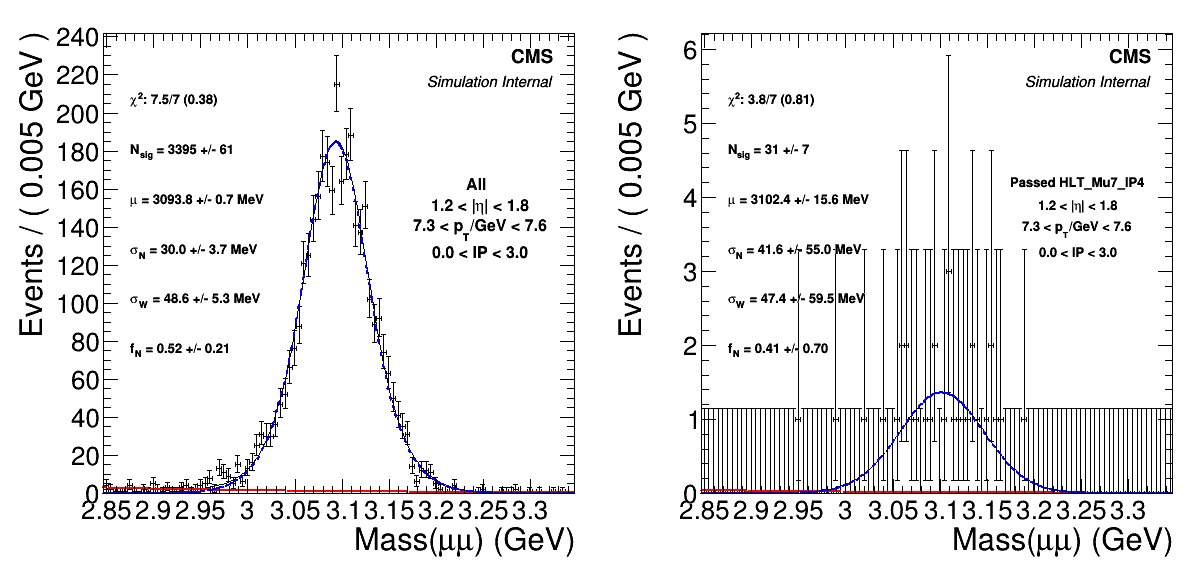 CMS
Simulation Internal
χ²: 7.5/7 (0.38)
N_sig = 3395 +/- 61
μ = 3093.8 +/- 0.7 MeV
σ_N = 30.0 +/- 3.7 MeV
σ_W = 48.6 +/- 5.3 MeV
f_N = 0.52 +/- 0.21
All
1.2 < |η| < 1.8
7.3 < p_T/GeV < 7.6
0.0 < IP < 3.0
Events / ( 0.005 GeV )
240
220
200
180
160
140
120
100
80
60
40
20
0
2.85 2.9 2.95 3 3.05 3.1 3.15 3.2 3.25 3.3
Mass(μμ) (GeV)
CMS
Simulation Internal
χ²: 3.8/7 (0.81)
N_sig = 31 +/- 7
μ = 3102.4 +/- 15.6 MeV
σ_N = 41.6 +/- 55.0 MeV
σ_W = 47.4 +/- 59.5 MeV
f_N = 0.41 +/- 0.70
Passed HLT_Mu7_IP4
1.2 < |η| < 1.8
7.3 < p_T/GeV < 7.6
0.0 < IP < 3.0
Events / ( 0.005 GeV )
6
5
4
3
2
1
0
2.85 2.9 2.95 3 3.05 3.1 3.15 3.2 3.25 3.3
Mass(μμ) (GeV)